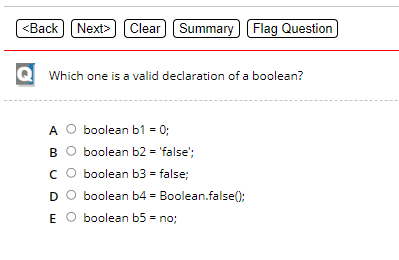 <Back Next> Clear Summary Flag Question
Q Which one is a valid declaration of a boolean?
A boolean b1 = 0;
B boolean b2 = 'false';
C boolean b3 = false;
D boolean b4 = Boolean.false();
E boolean b5 = no;